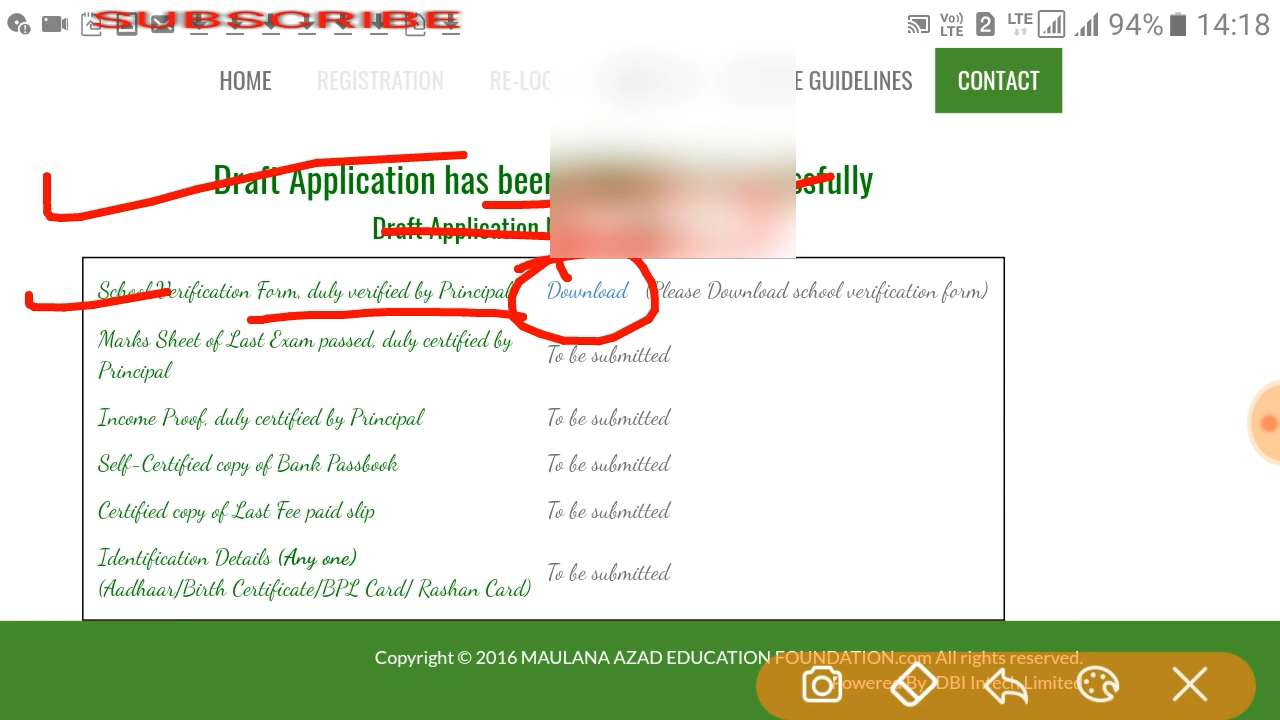 SUBSCRIBE
Vo)) LTE 2 LTE 94% 14:18
HOME REGISTRATION E GUIDELINES CONTACT
Draft Application has been ssfully
Draft Application
School Verification Form, duly verified by Principal Download (Please Download school verification form)
Marks Sheet of Last Exam passed, duly certified by
Principal
To be submitted
Income Proof, duly certified by Principal To be submitted
Self-Certified copy of Bank Passbook To be submitted
Certified copy of Last Fee paid slip To be submitted
Identification Details (Any one)
(Aadhaar/Birth Certificate/BPL Card/ Rashan Card)
To be submitted
Copyright © 2016 MAULANA AZAD EDUCATION FOUNDATION.com All rights reserved.
Powered By IDBI Intech Limited